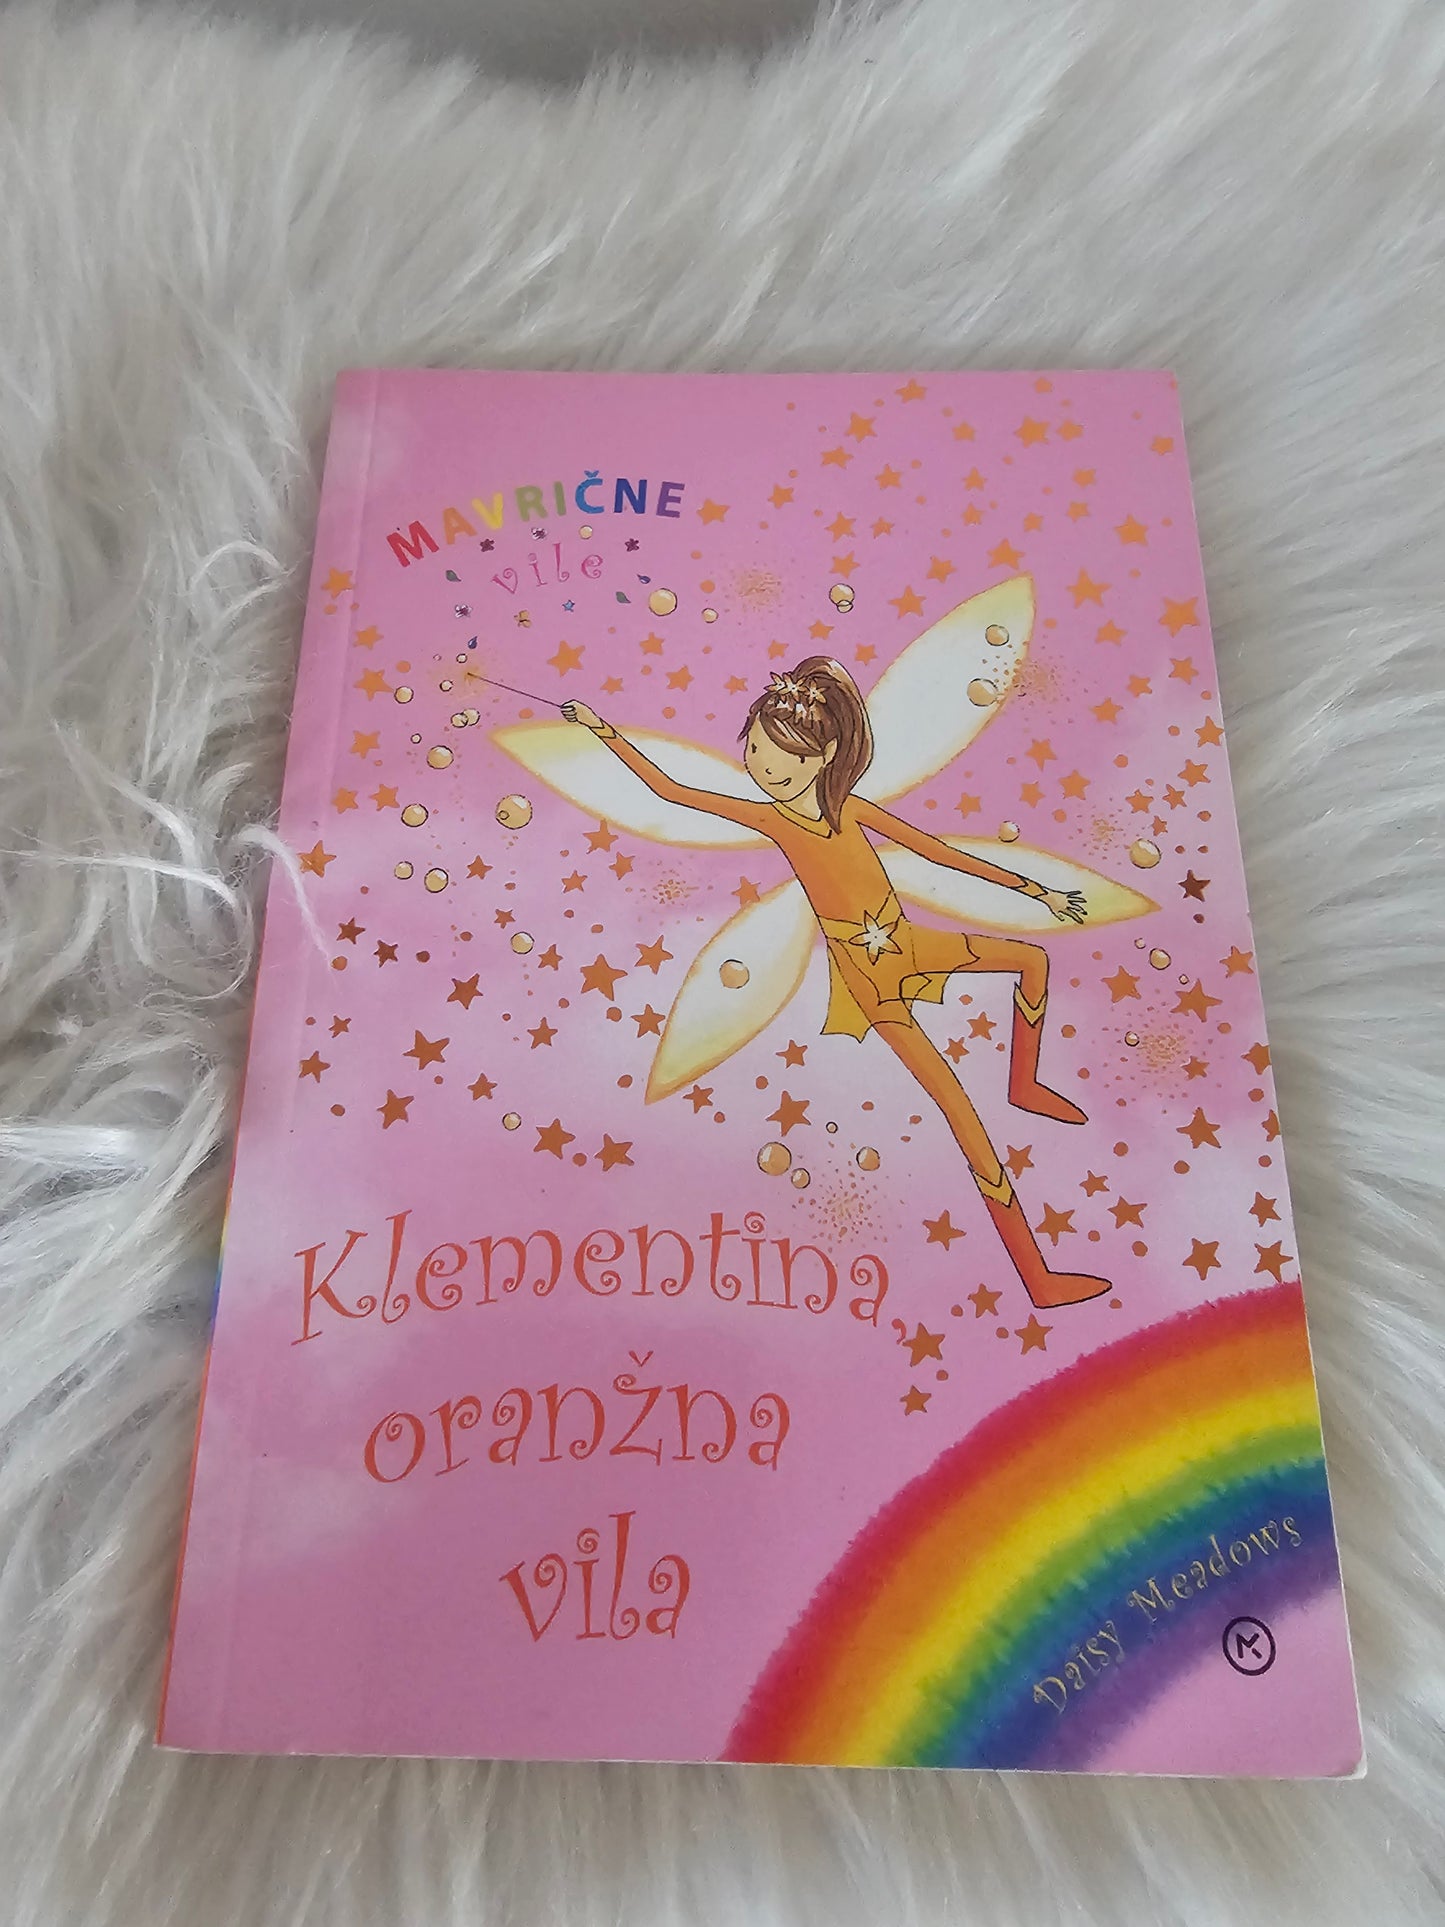 MAVRIČNE
vile
Klementina,
oranžna
vila
Daisy Meadows